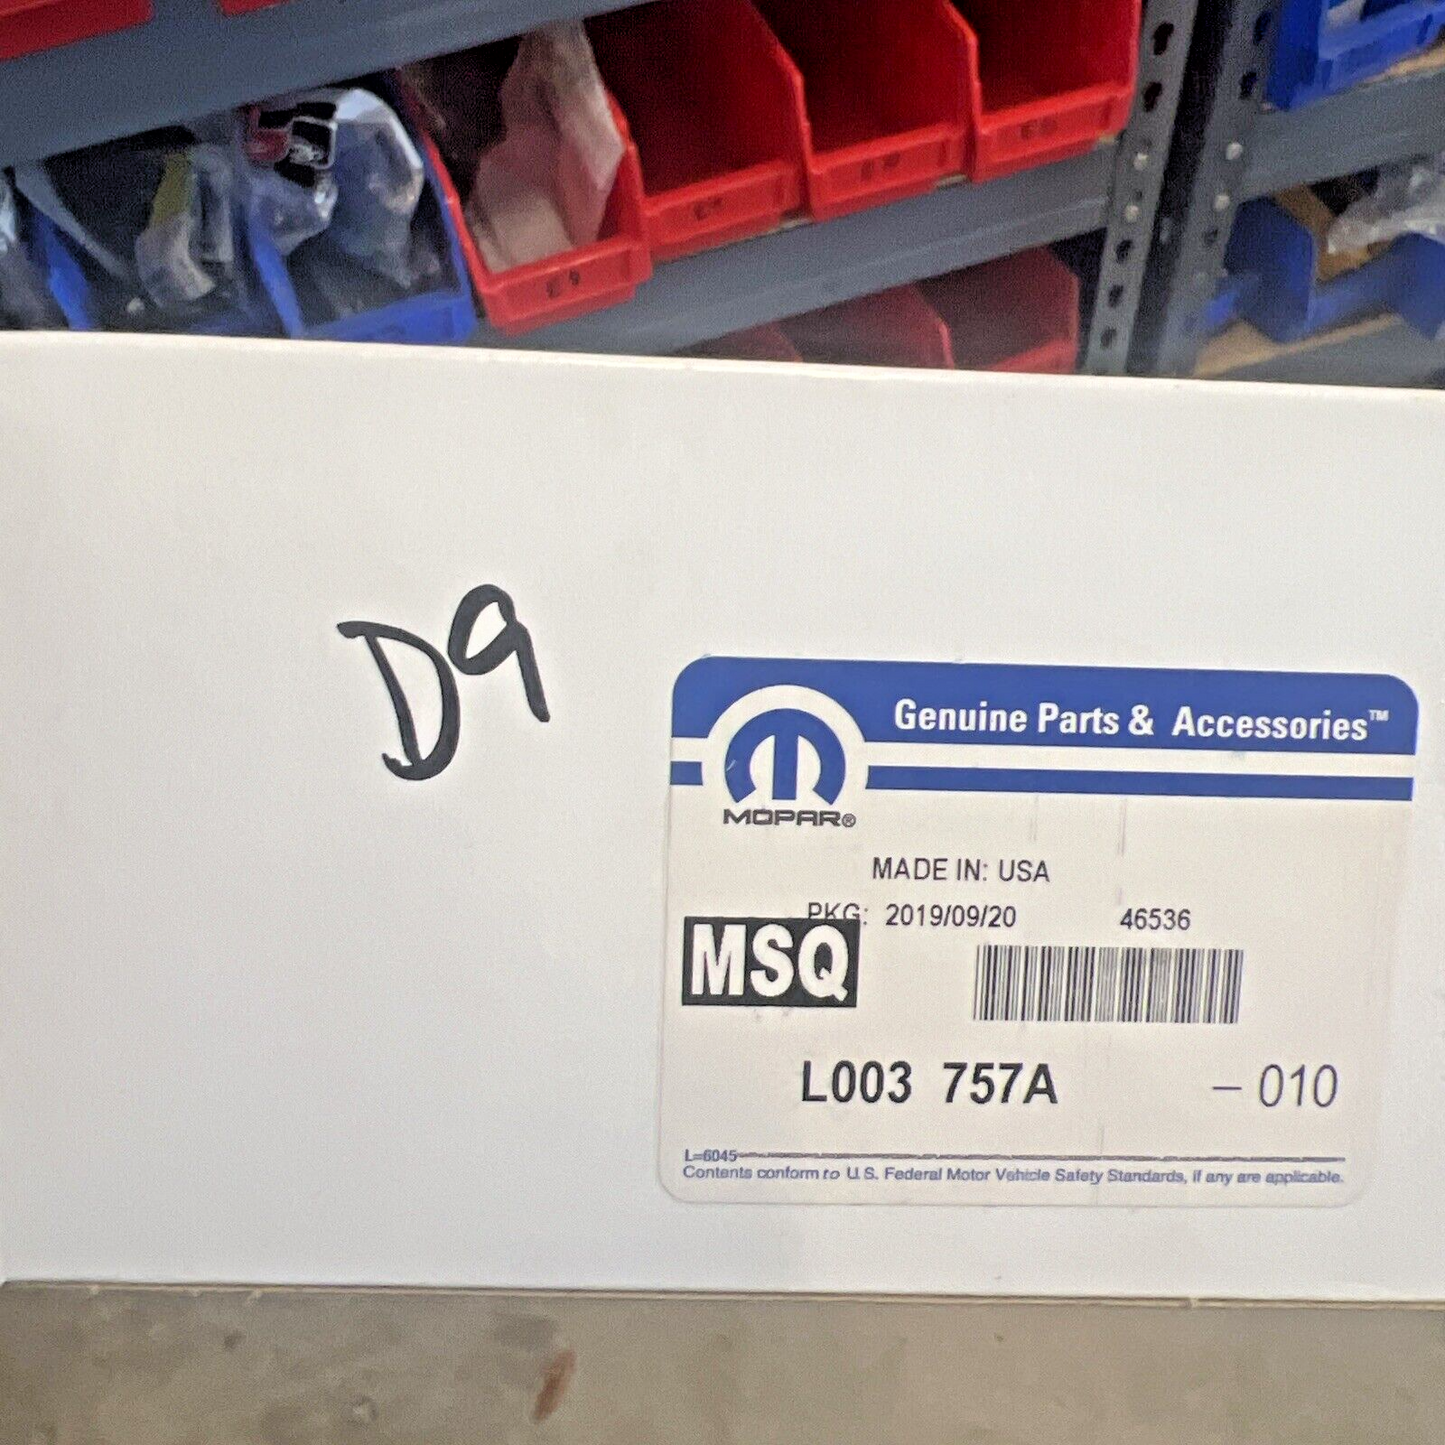 E9
D9
Genuine Parts & Accessories™
MOPAR®
MADE IN: USA
PKG: 2019/09/20 46536
MSQ
L003 757A - 010
L=6045
Contents conform to U.S. Federal Motor Vehicle Safety Standards, if any are applicable.